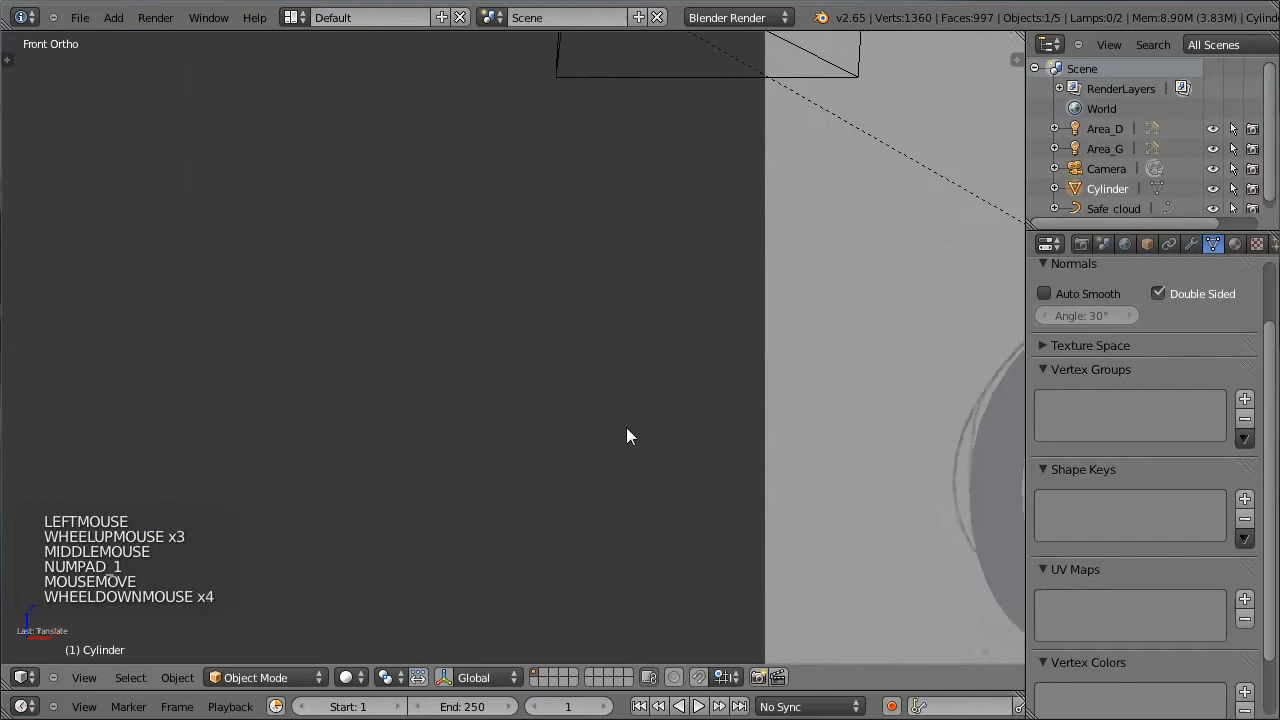 File Add Render Window Help Default Scene Blender Render v2.65 | Verts:1360 | Faces:997 | Objects:1/5 | Lamps:0/2 | Mem:8.90M (3.83M) | Cylind
Front Ortho
View Search All Scenes
Scene
RenderLayers
World
Area_D
Area_G
Camera
Cylinder
Safe_cloud
Normals
Auto Smooth Double Sided
Angle: 30°
Texture Space
Vertex Groups
Shape Keys
UV Maps
Vertex Colors
LEFTMOUSE
WHEELUPMOUSE x3
MIDDLEMOUSE
NUMPAD_1
MOUSEMOVE
WHEELDOWNMOUSE x4
Last: Translate
(1) Cylinder
View Select Object Object Mode Global
View Marker Frame Playback Start: 1 End: 250 1 No Sync